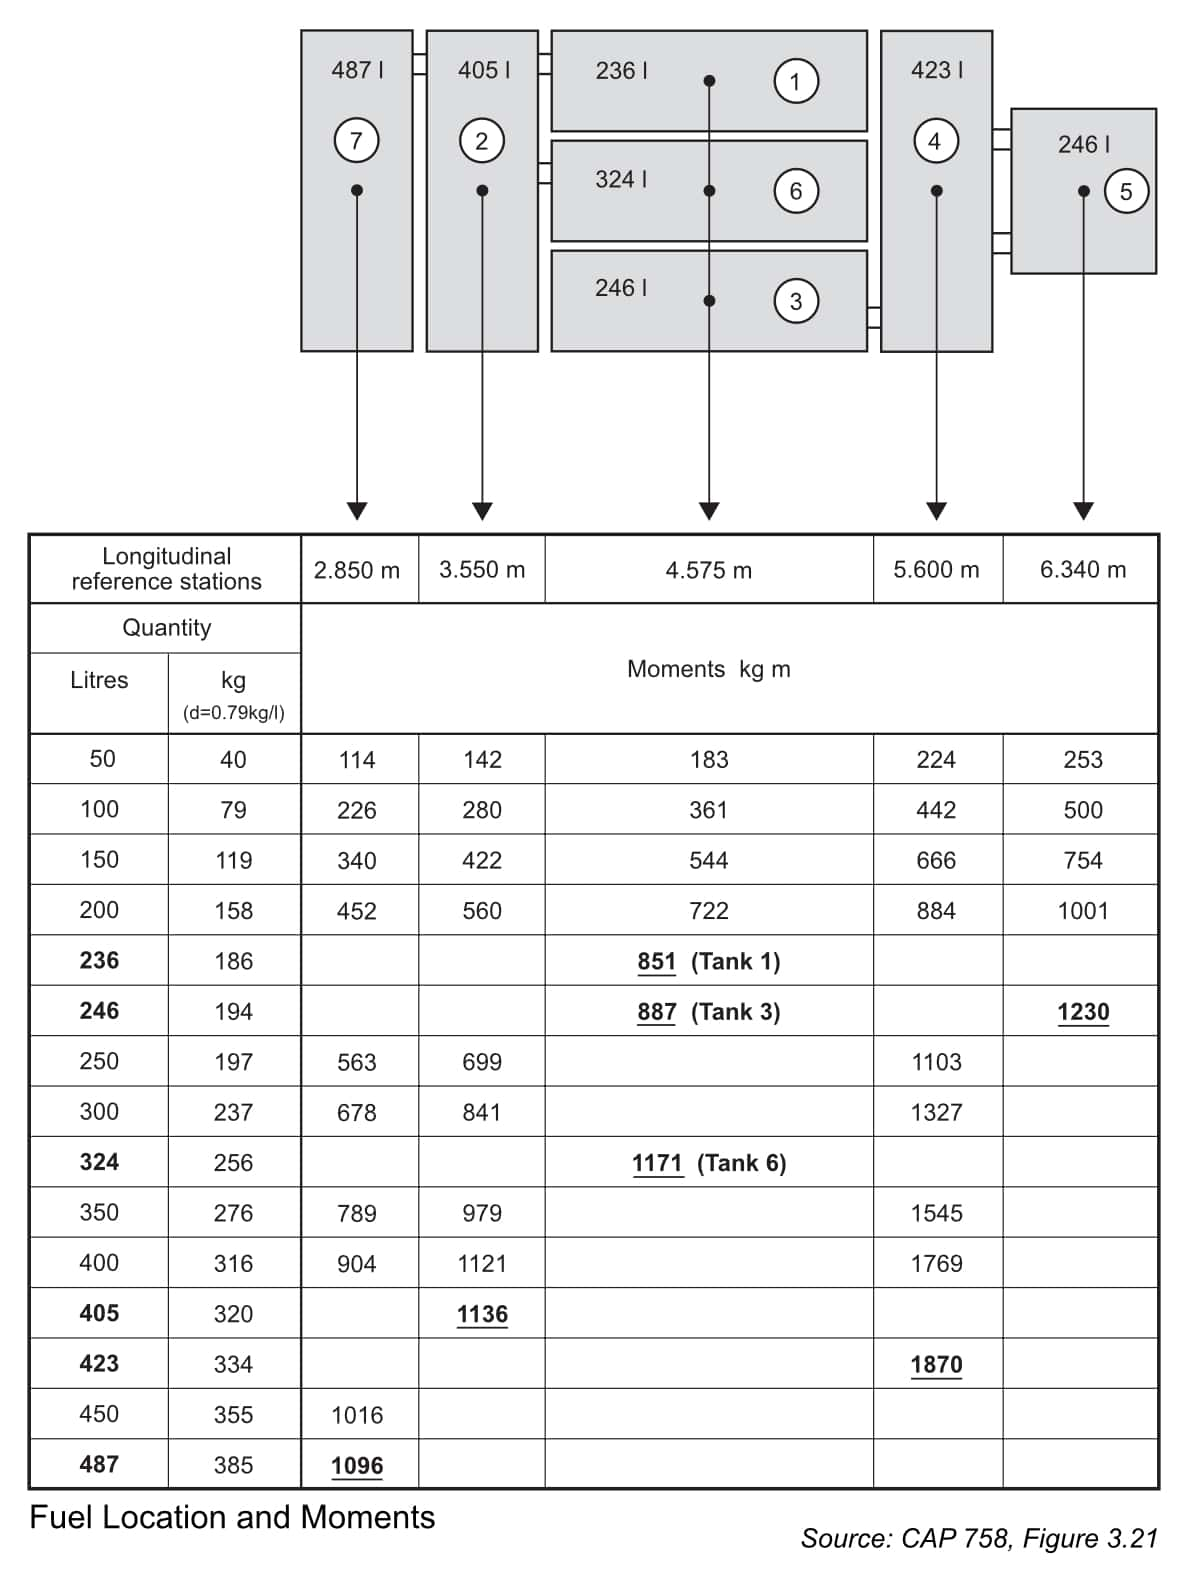 487 l
405 l
236 l
1
423 l
7
2
4
246 l
324 l
6
5
246 l
3
Longitudinal
reference stations
2.850 m
3.550 m
4.575 m
5.600 m
6.340 m
Quantity
Litres
kg
(d=0.79kg/l)
Moments kg m
50 40 114 142 183 224 253
100 79 226 280 361 442 500
150 119 340 422 544 666 754
200 158 452 560 722 884 1001
236 186 851 (Tank 1)
246 194 887 (Tank 3) 1230
250 197 563 699 1103
300 237 678 841 1327
324 256 1171 (Tank 6)
350 276 789 979 1545
400 316 904 1121 1769
405 320 1136
423 334 1870
450 355 1016
487 385 1096
Fuel Location and Moments
Source: CAP 758, Figure 3.21